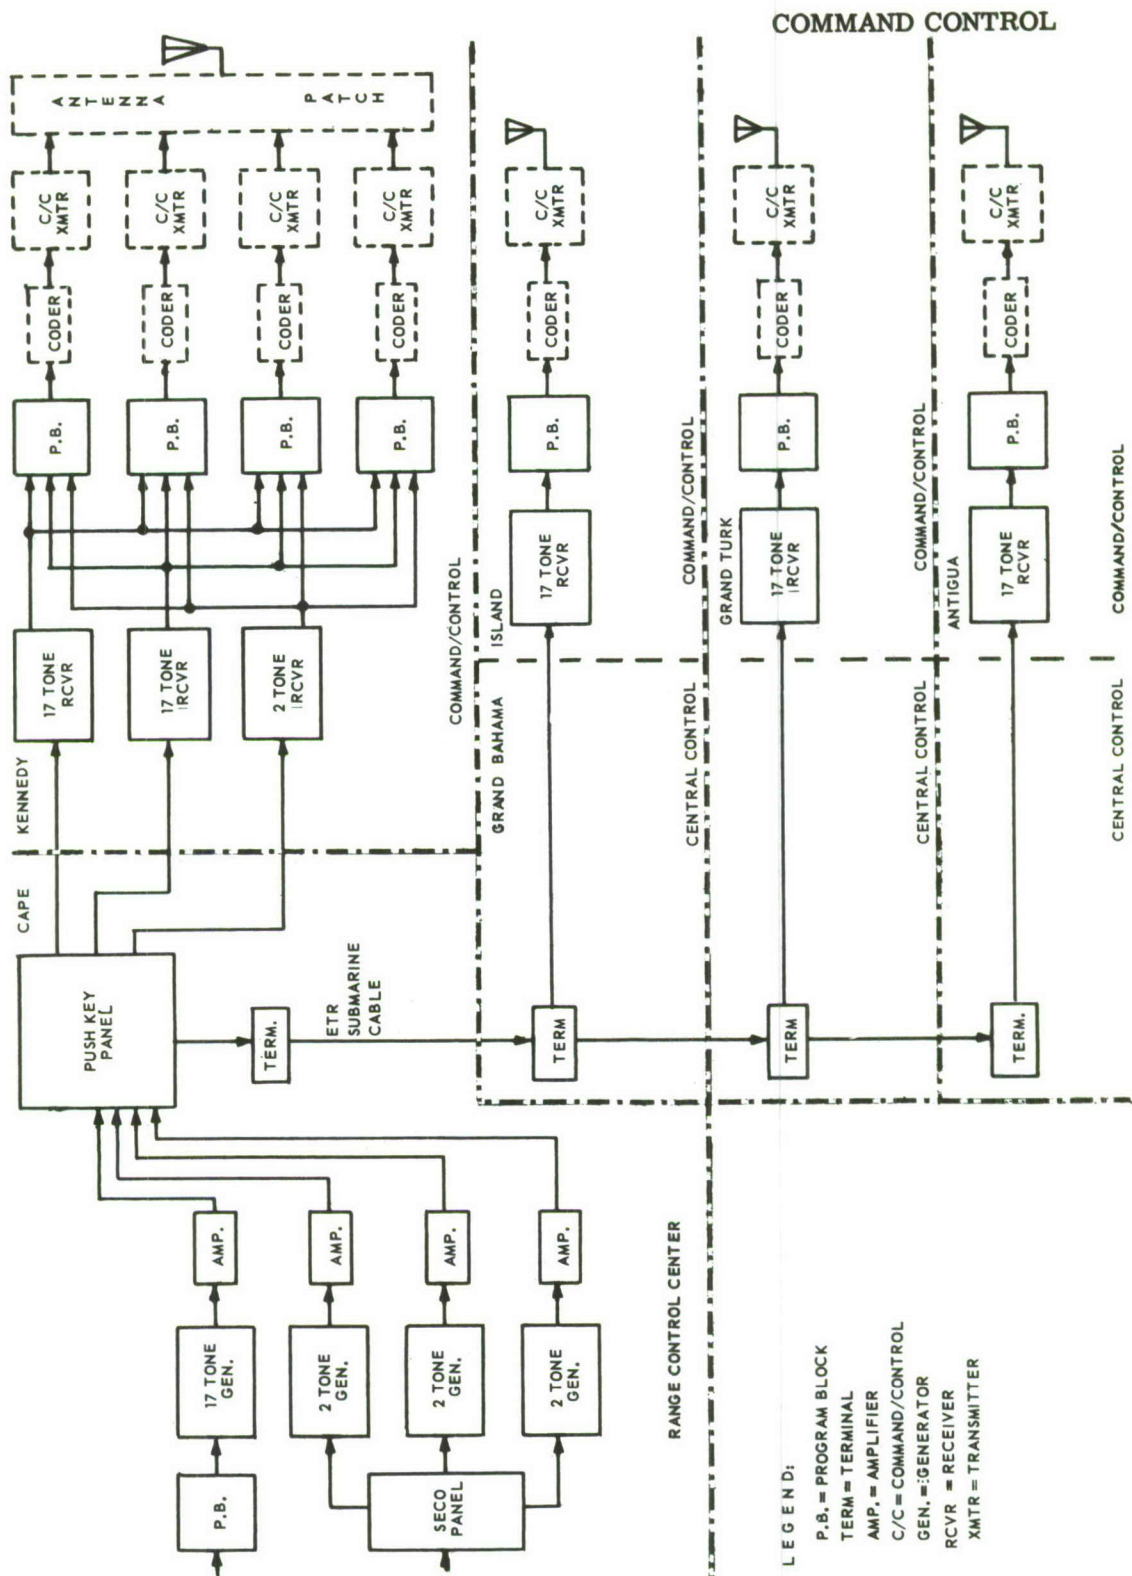 COMMAND CONTROL
CAPE KENNEDY
17 TONE
RCVR
17 TONE
RCVR
2 TONE
RCVR
P.B.
P.B.
P.B.
P.B.
CODER
CODER
CODER
CODER
C/C
XMTR
C/C
XMTR
C/C
XMTR
C/C
XMTR
ANTENNA
PATCH
COMMAND/CONTROL
PUSH KEY
PANEL
TERM.
ETR
SUBMARINE
CABLE
P.B.
17 TONE
GEN.
AMP.
SECO
PANEL
2 TONE
GEN.
AMP.
2 TONE
GEN.
AMP.
2 TONE
GEN.
AMP.
RANGE CONTROL CENTER
GRAND BAHAMA ISLAND
TERM
17 TONE
RCVR
P.B.
CODER
C/C
XMTR
CENTRAL CONTROL
COMMAND/CONTROL
GRAND TURK
TERM
17 TONE
RCVR
P.B.
CODER
C/C
XMTR
CENTRAL CONTROL
COMMAND/CONTROL
ANTIGUA
TERM.
17 TONE
RCVR
P.B.
CODER
C/C
XMTR
CENTRAL CONTROL
COMMAND/CONTROL
LEGEND:
P.B. = PROGRAM BLOCK
TERM = TERMINAL
AMP. = AMPLIFIER
C/C = COMMAND/CONTROL
GEN. = GENERATOR
RCVR = RECEIVER
XMTR = TRANSMITTER